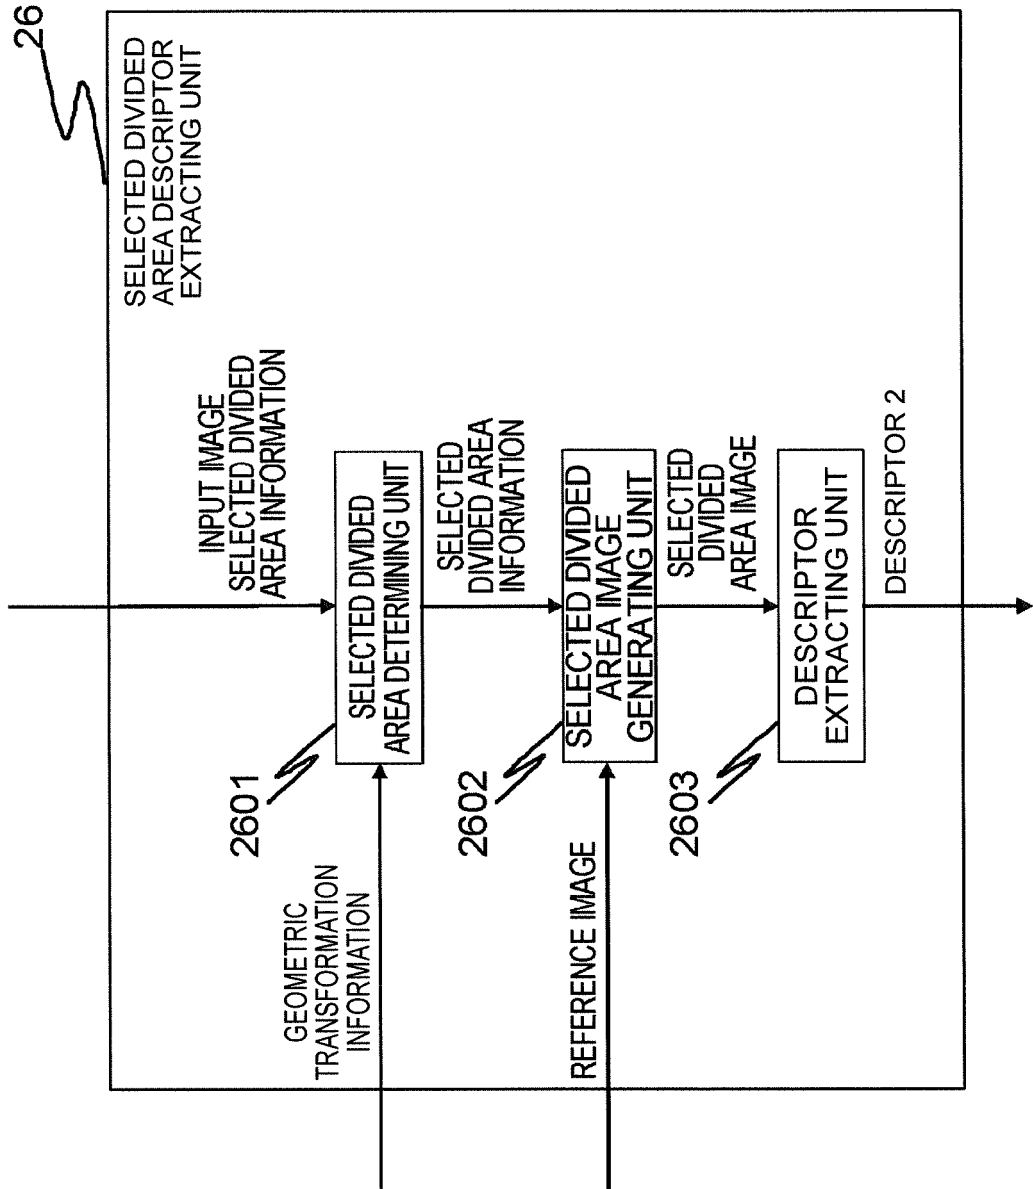 26
SELECTED DIVIDED
AREA DESCRIPTOR
EXTRACTING UNIT
INPUT IMAGE
SELECTED DIVIDED
AREA INFORMATION
GEOMETRIC
TRANSFORMATION
INFORMATION
2601
SELECTED DIVIDED
AREA DETERMINING UNIT
SELECTED
DIVIDED AREA
INFORMATION
REFERENCE IMAGE
2602
SELECTED DIVIDED
AREA IMAGE
GENERATING UNIT
SELECTED
DIVIDED
AREA IMAGE
2603
DESCRIPTOR
EXTRACTING UNIT
DESCRIPTOR 2